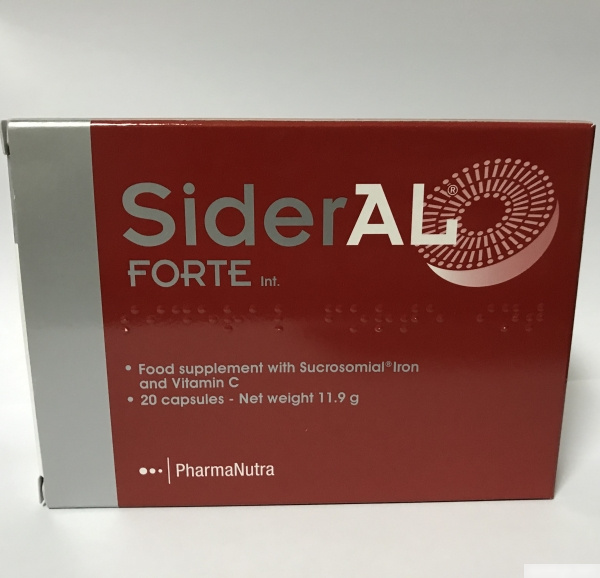 SiderAL®
FORTE Int.
• Food supplement with Sucrosomial® Iron
and Vitamin C
• 20 capsules - Net weight 11.9 g
PharmaNutra